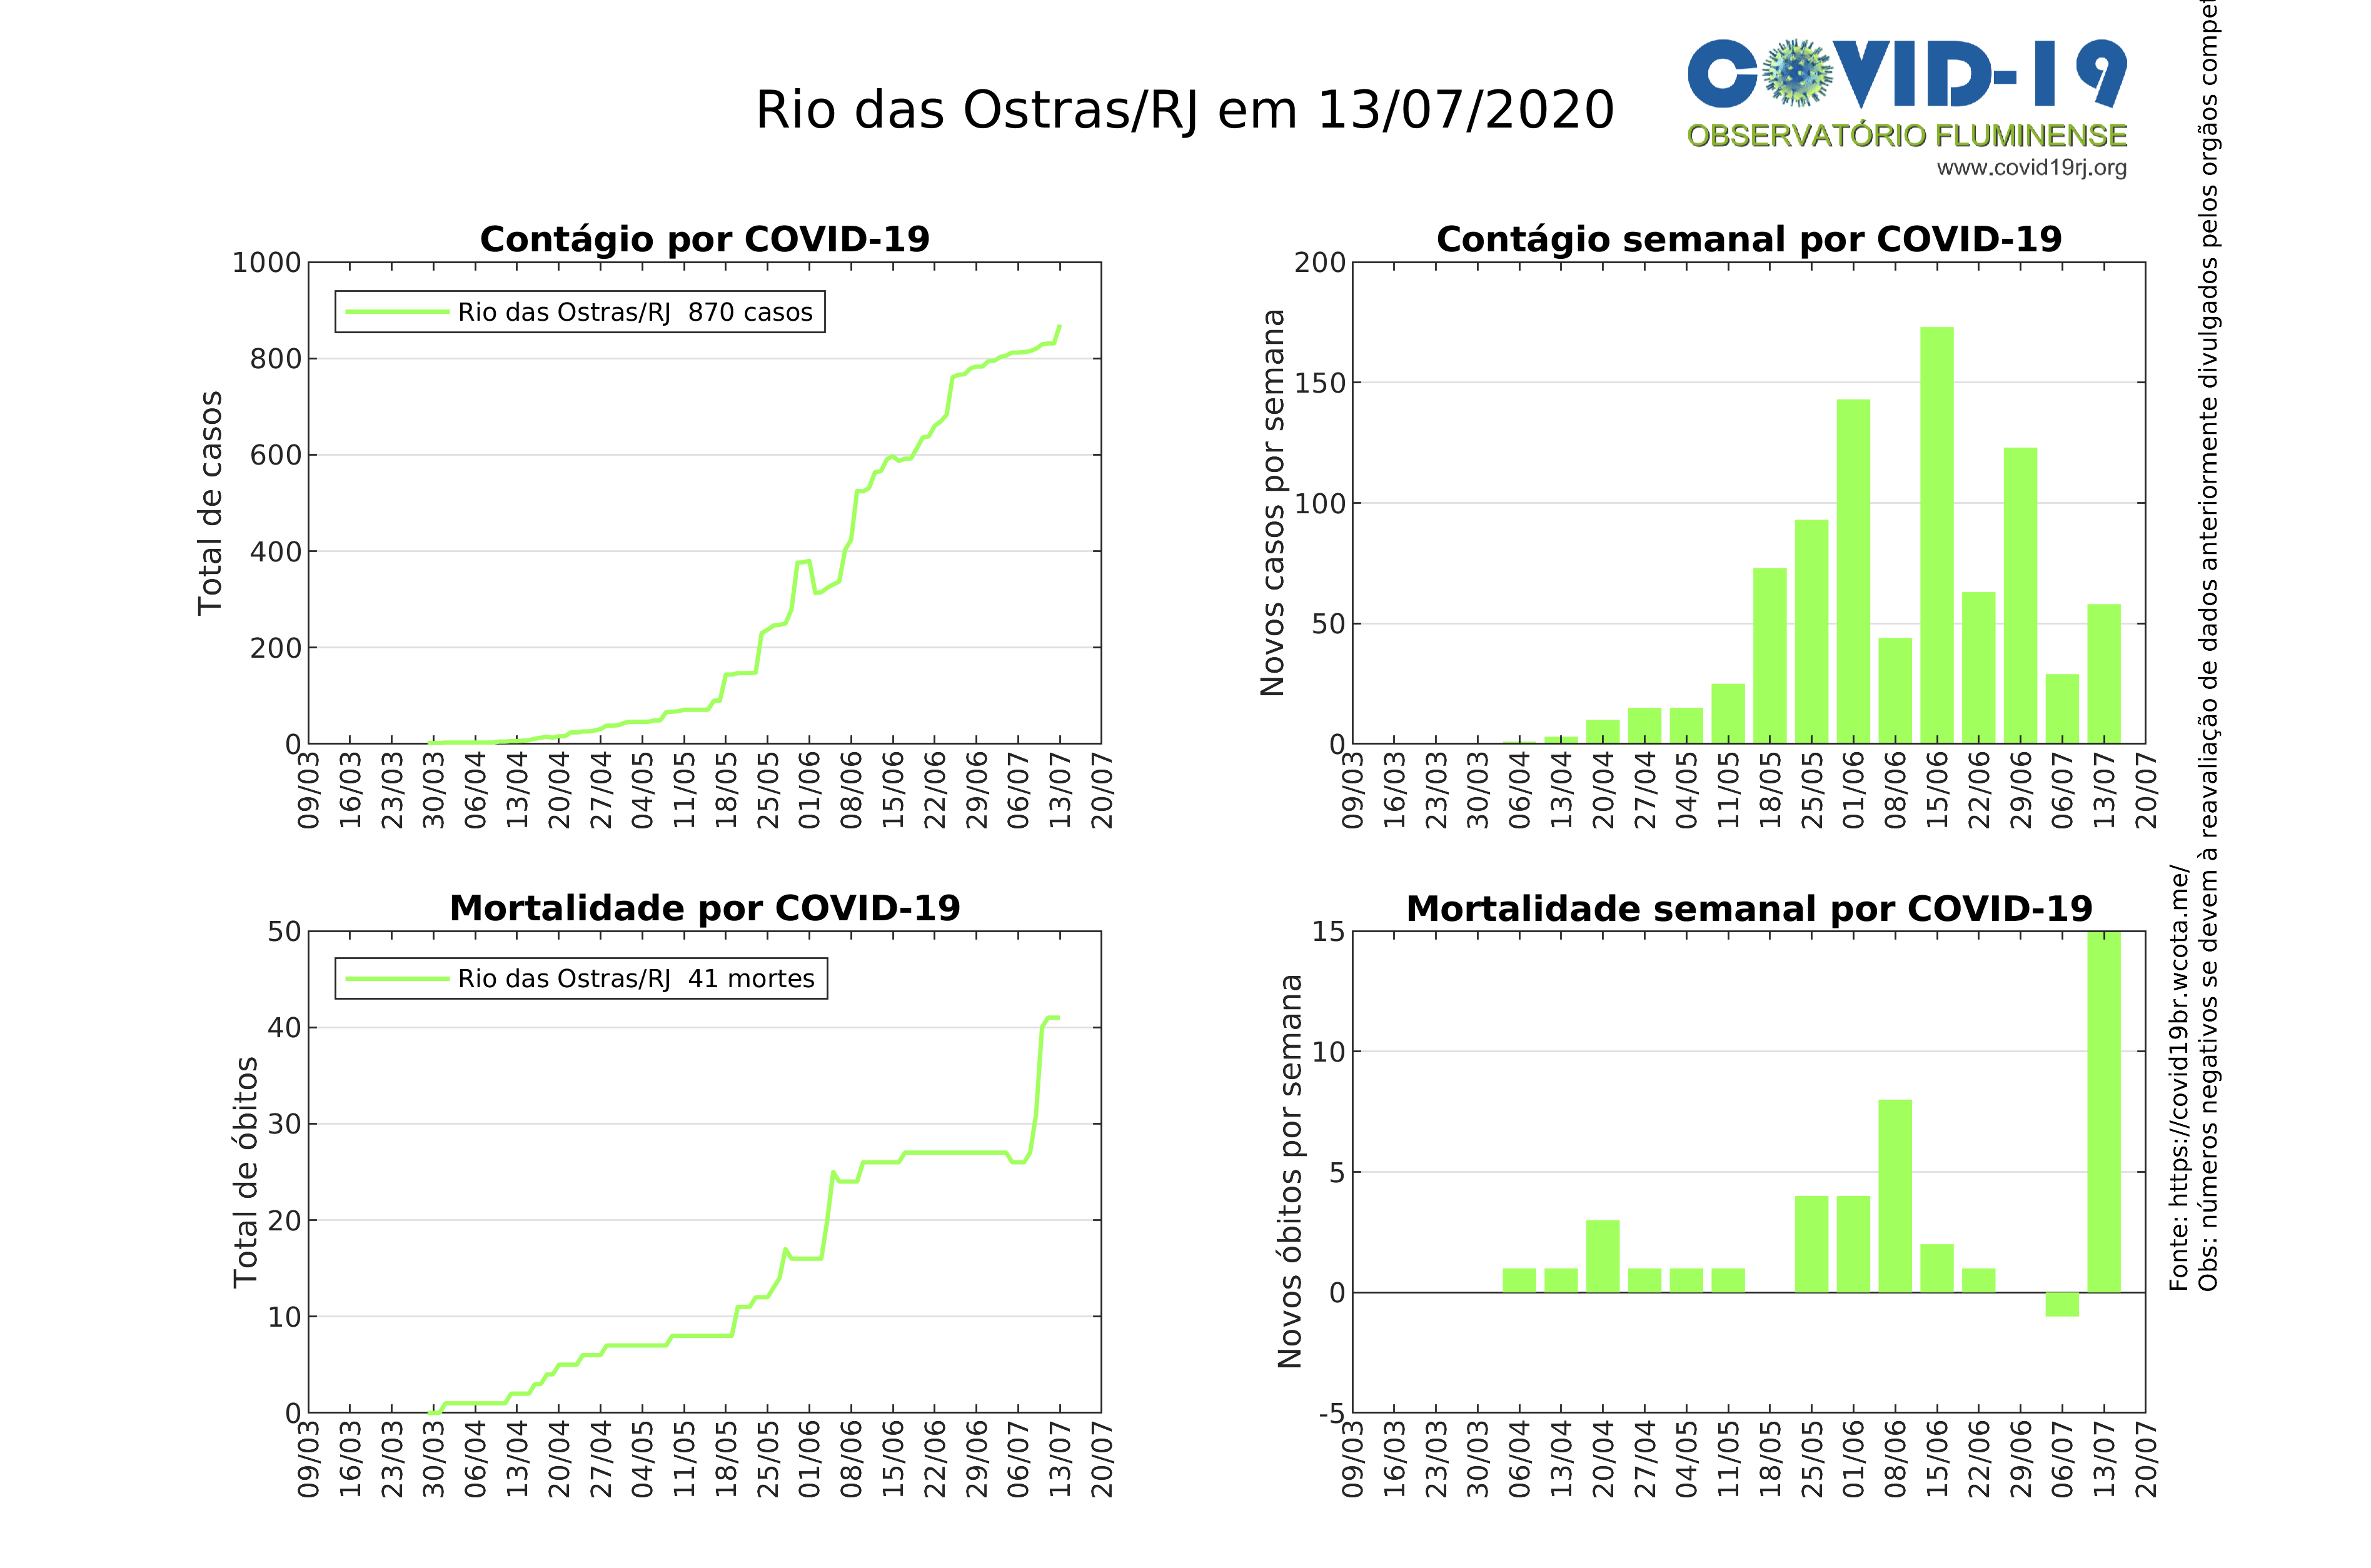 Rio das Ostras/RJ em 13/07/2020
COVID-19
OBSERVATÓRIO FLUMINENSE
www.covid19rj.org
Contágio por COVID-19
Total de casos
1000
800
600
400
200
0
Rio das Ostras/RJ 870 casos
09/03 16/03 23/03 30/03 06/04 13/04 20/04 27/04 04/05 11/05 18/05 25/05 01/06 08/06 15/06 22/06 29/06 06/07 13/07 20/07
Contágio semanal por COVID-19
Novos casos por semana
200
150
100
50
0
09/03 16/03 23/03 30/03 06/04 13/04 20/04 27/04 04/05 11/05 18/05 25/05 01/06 08/06 15/06 22/06 29/06 06/07 13/07 20/07
Mortalidade por COVID-19
Total de óbitos
50
40
30
20
10
0
Rio das Ostras/RJ 41 mortes
09/03 16/03 23/03 30/03 06/04 13/04 20/04 27/04 04/05 11/05 18/05 25/05 01/06 08/06 15/06 22/06 29/06 06/07 13/07 20/07
Mortalidade semanal por COVID-19
Novos óbitos por semana
15
10
5
0
-5
09/03 16/03 23/03 30/03 06/04 13/04 20/04 27/04 04/05 11/05 18/05 25/05 01/06 08/06 15/06 22/06 29/06 06/07 13/07 20/07
Fonte: https://covid19br.wcota.me/
Obs: números negativos se devem à reavaliação de dados anteriormente divulgados pelos orgãos